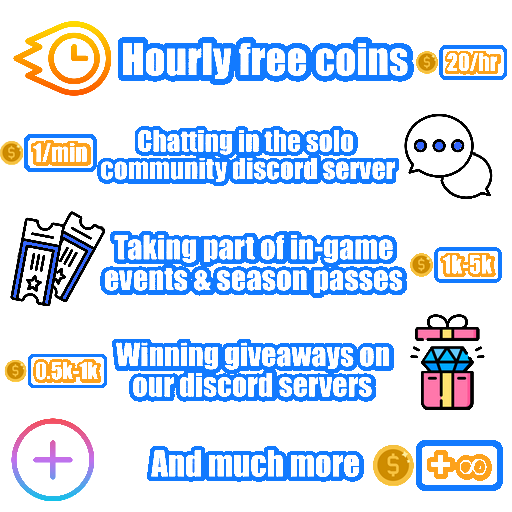 Hourly free coins $ 20/hr
$ 1/min Chatting in the solo
community discord server
Taking part of in-game
events & season passes $ 1k-5k
$ 0.5k-1k Winning giveaways on
our discord servers
And much more $ +∞